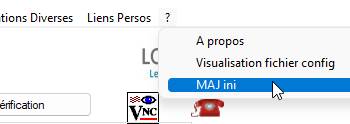 tions Diverses Liens Persos ?
A propos
LO
Visualisation fichier config
Le
MAJ ini
érification
VNC